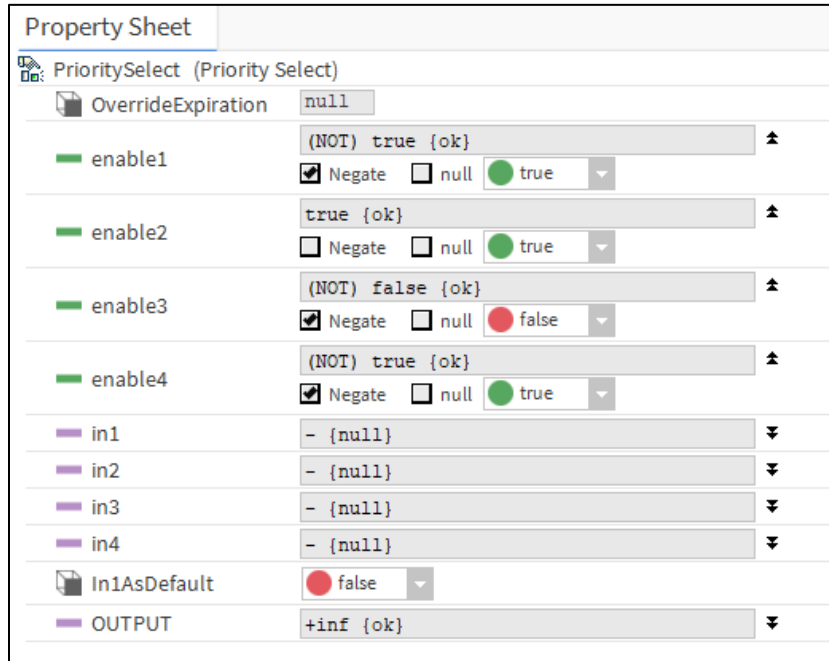 Property Sheet
PrioritySelect (Priority Select)
OverrideExpiration null
enable1 (NOT) true {ok}
Negate null true
enable2 true {ok}
Negate null true
enable3 (NOT) false {ok}
Negate null false
enable4 (NOT) true {ok}
Negate null true
in1 - {null}
in2 - {null}
in3 - {null}
in4 - {null}
In1AsDefault false
OUTPUT +inf {ok}